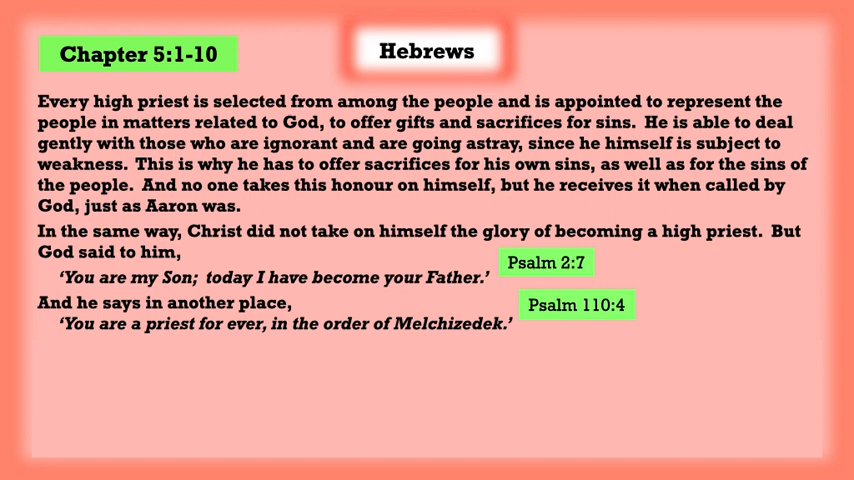 Chapter 5:1-10
Hebrews
Every high priest is selected from among the people and is appointed to represent the
people in matters related to God, to offer gifts and sacrifices for sins. He is able to deal
gently with those who are ignorant and are going astray, since he himself is subject to
weakness. This is why he has to offer sacrifices for his own sins, as well as for the sins of
the people. And no one takes this honour on himself, but he receives it when called by
God, just as Aaron was.
In the same way, Christ did not take on himself the glory of becoming a high priest. But
God said to him,
Psalm 2:7
‘You are my Son; today I have become your Father.’
And he says in another place,
Psalm 110:4
‘You are a priest for ever, in the order of Melchizedek.’